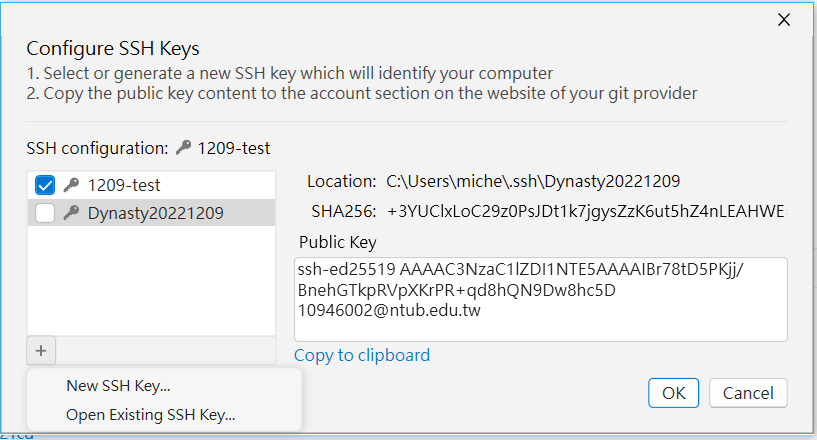 Configure SSH Keys
1. Select or generate a new SSH key which will identify your computer
2. Copy the public key content to the account section on the website of your git provider
SSH configuration: 1209-test
1209-test
Dynasty20221209
Location: C:\Users\miche\.ssh\Dynasty20221209
SHA256: +3YUClxLoC29z0PsJDt1k7jgysZzK6ut5hZ4nLEAHWE
Public Key
ssh-ed25519 AAAAC3NzaC1lZDI1NTE5AAAAIBr78tD5PKjj/
BnehGTkpRVpXKrPR+qd8hQN9Dw8hc5D
10946002@ntub.edu.tw
Copy to clipboard
+
New SSH Key...
Open Existing SSH Key...
OK
Cancel